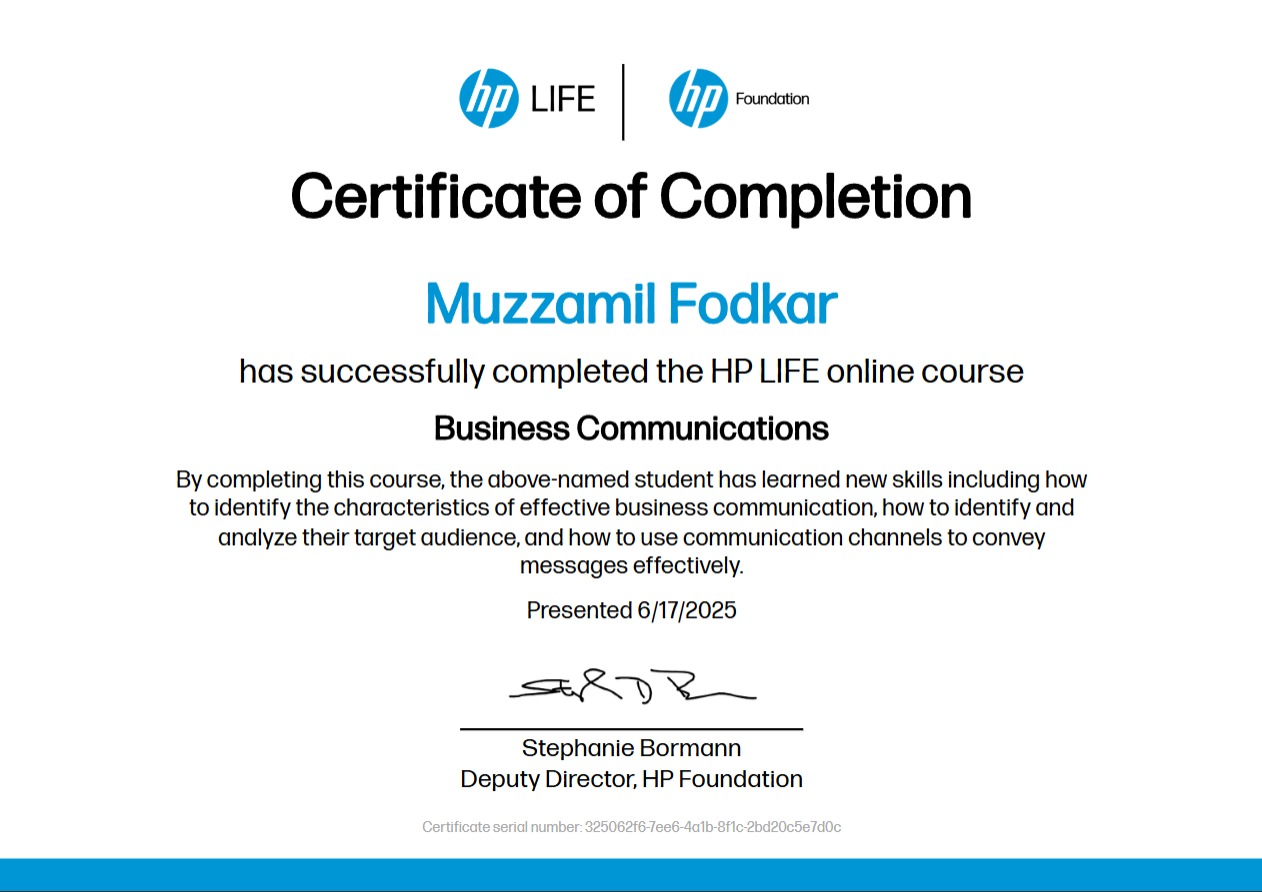 hp LIFE hp Foundation
Certificate of Completion
Muzzamil Fodkar
has successfully completed the HP LIFE online course
Business Communications
By completing this course, the above-named student has learned new skills including how
to identify the characteristics of effective business communication, how to identify and
analyze their target audience, and how to use communication channels to convey
messages effectively.
Presented 6/17/2025
Stephanie Bormann
Deputy Director, HP Foundation
Certificate serial number: 325062f6-7ee6-4a1b-8f1c-2bd20c5e7d0c